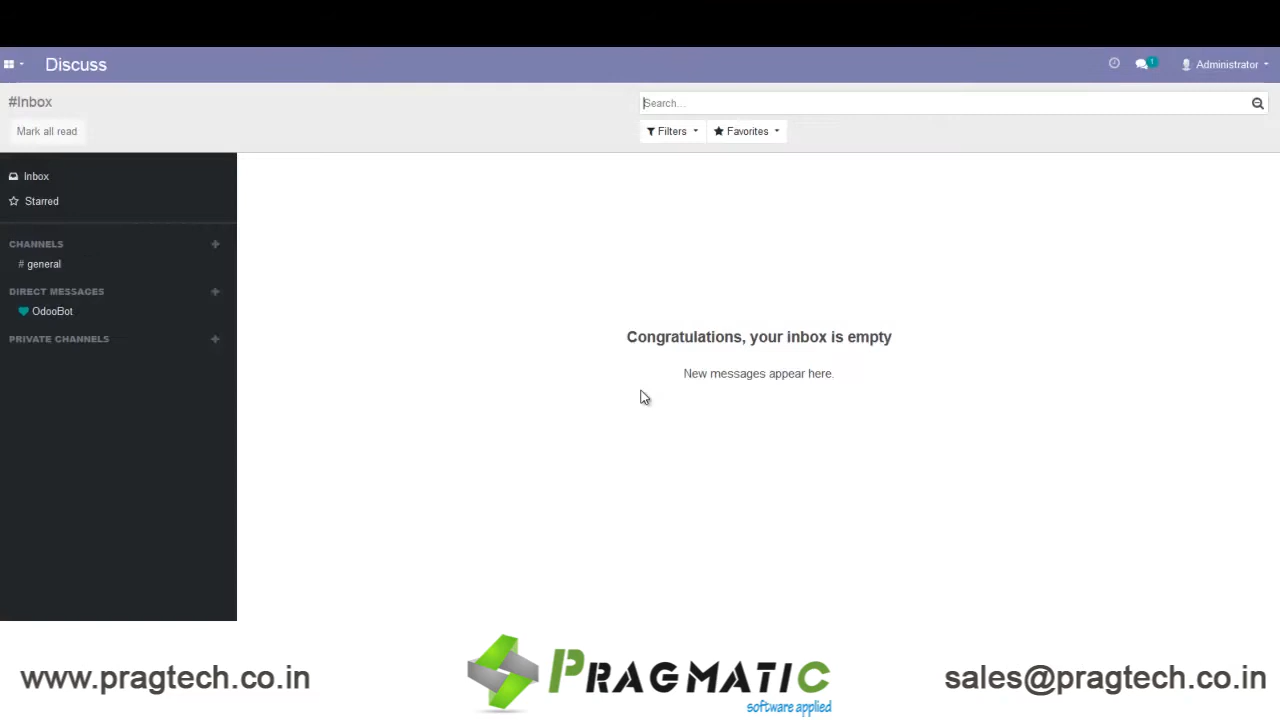 Discuss
1
Administrator
#Inbox
Search...
Mark all read
Filters
Favorites
Inbox
Starred
CHANNELS
# general
DIRECT MESSAGES
OdooBot
PRIVATE CHANNELS
Congratulations, your inbox is empty
New messages appear here.
www.pragtech.co.in
PRAGMATIC
software applied
sales@pragtech.co.in